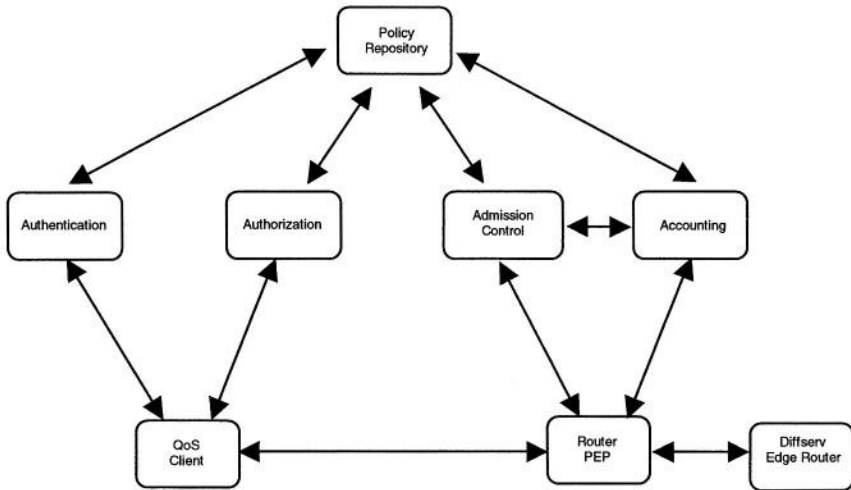 Policy
Repository
Authentication
Authorization
Admission
Control
Accounting
QoS
Client
Router
PEP
Diffserv
Edge Router